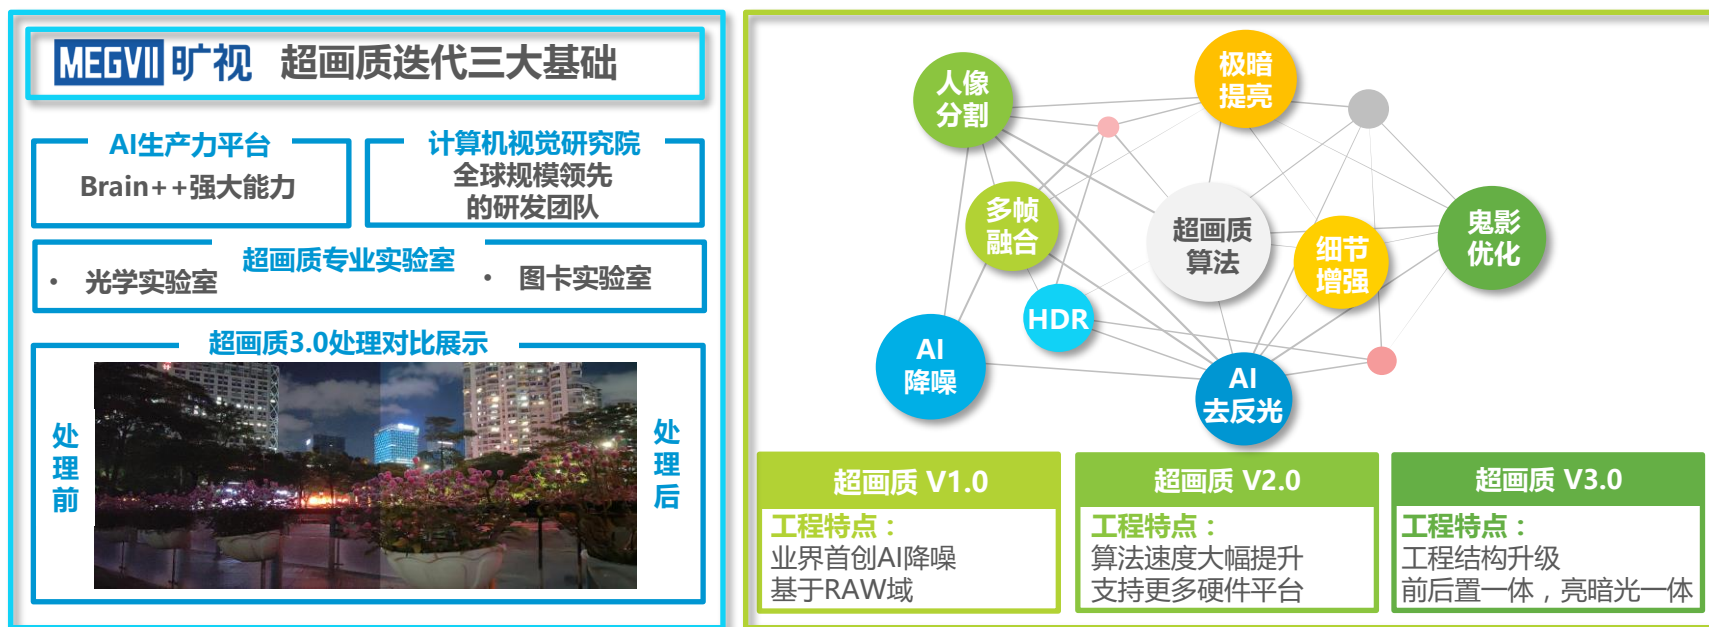 MEGVII 旷视 超画质迭代三大基础
AI生产力平台
Brain++强大能力
计算机视觉研究院
全球规模领先
的研发团队
超画质专业实验室
• 光学实验室
• 图卡实验室
超画质3.0处理对比展示
处
理
前
处
理
后
人像
分割
极暗
提亮
多帧
融合
超画质
算法
细节
增强
鬼影
优化
HDR
AI
降噪
AI
去反光
超画质 V1.0
工程特点：
业界首创AI降噪
基于RAW域
超画质 V2.0
工程特点：
算法速度大幅提升
支持更多硬件平台
超画质 V3.0
工程特点：
工程结构升级
前后置一体，亮暗光一体